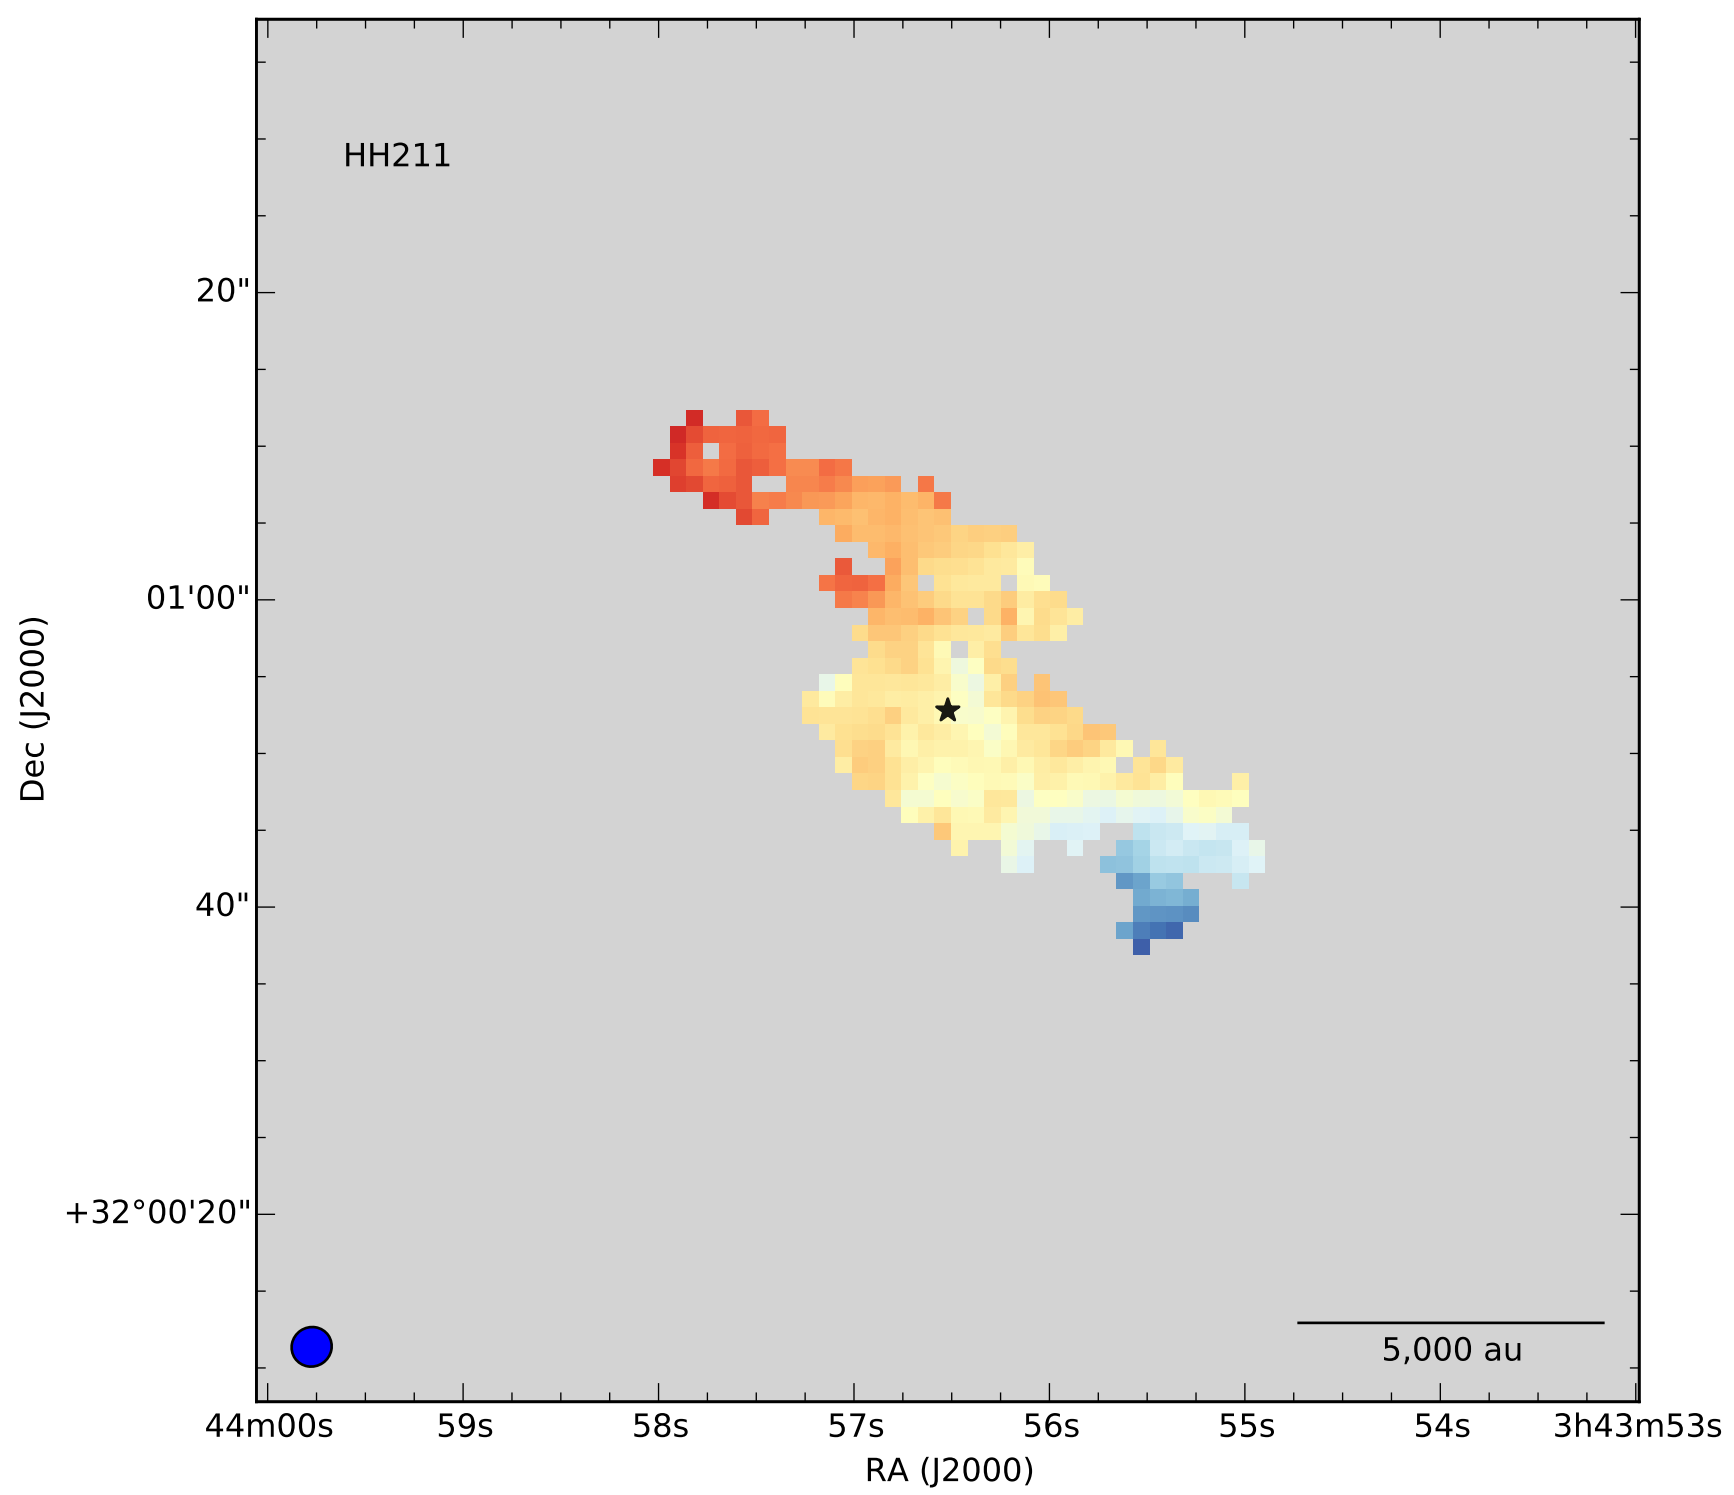 HH211
20"
01'00"
40"
+32°00'20"
Dec (J2000)
5,000 au
44m00s 59s 58s 57s 56s 55s 54s 3h43m53s
RA (J2000)